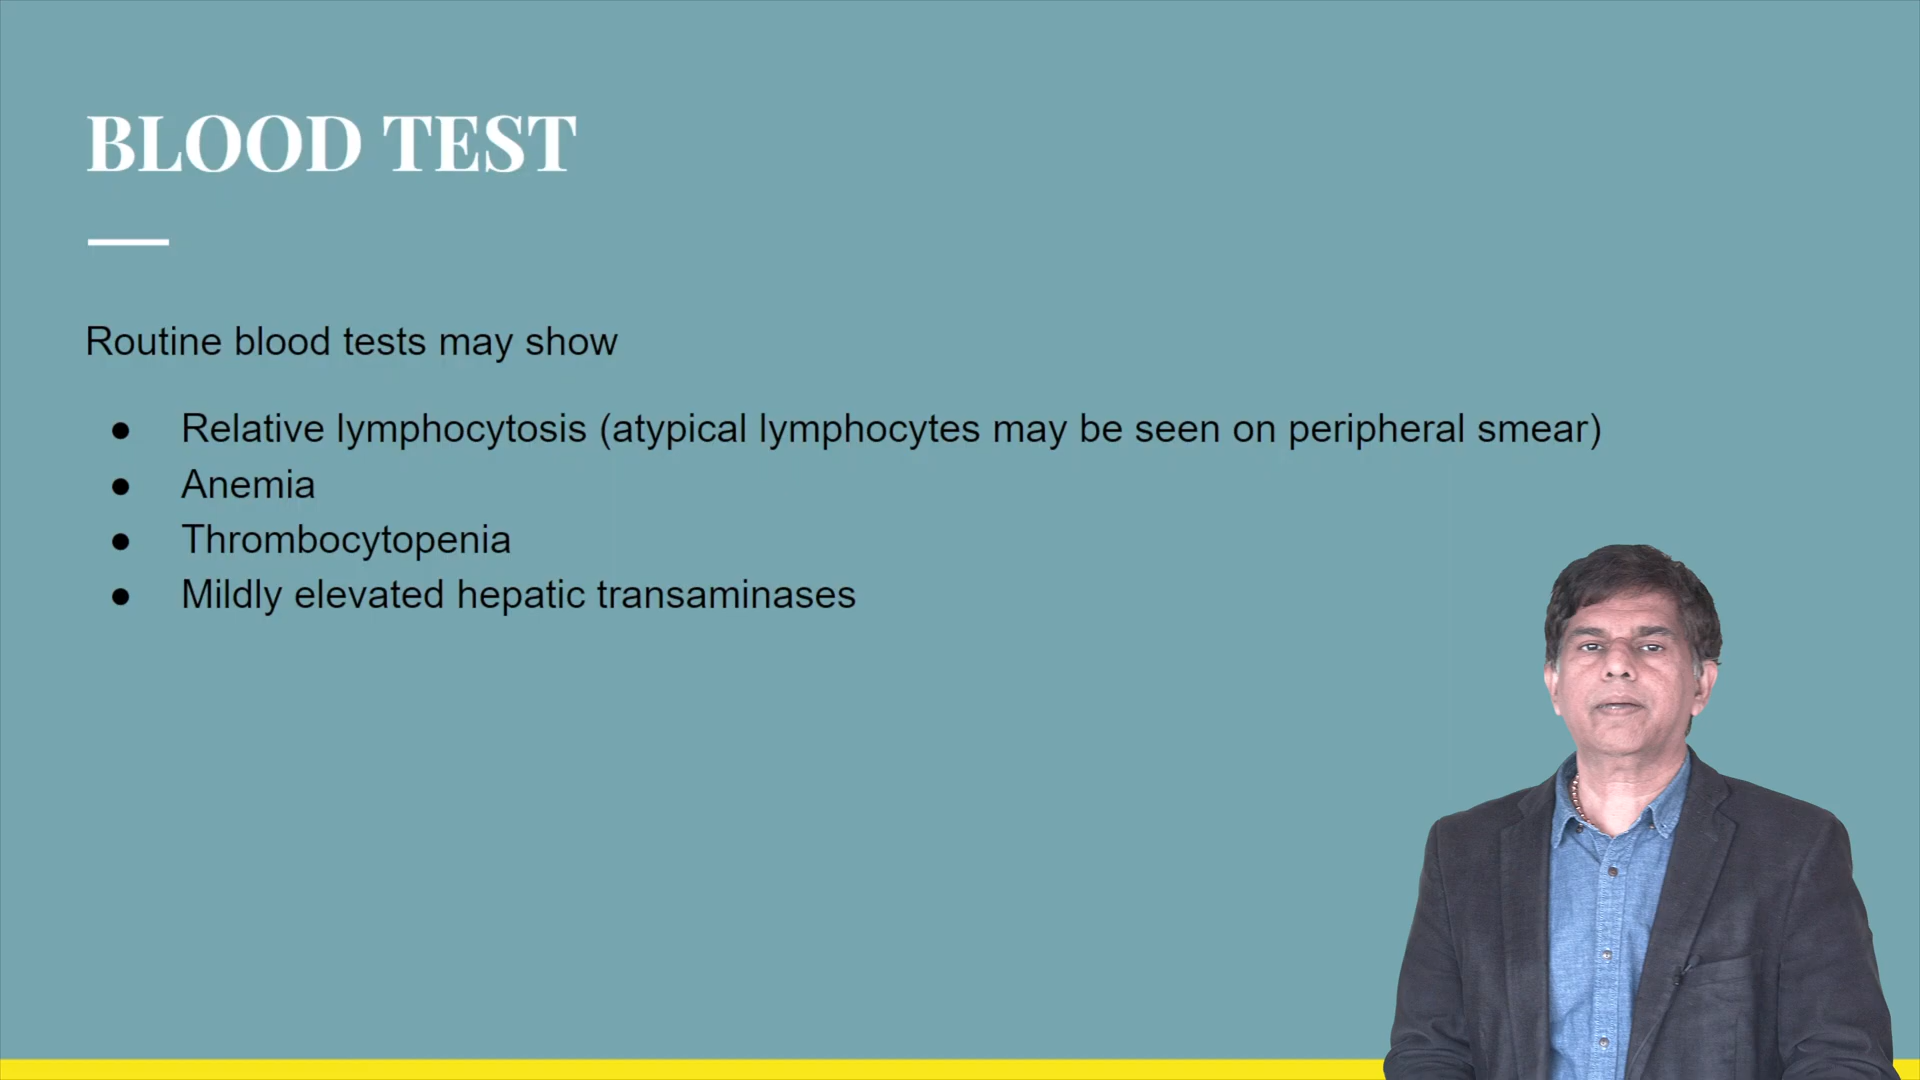 BLOOD TEST
Routine blood tests may show
● Relative lymphocytosis (atypical lymphocytes may be seen on peripheral smear)
● Anemia
● Thrombocytopenia
● Mildly elevated hepatic transaminases